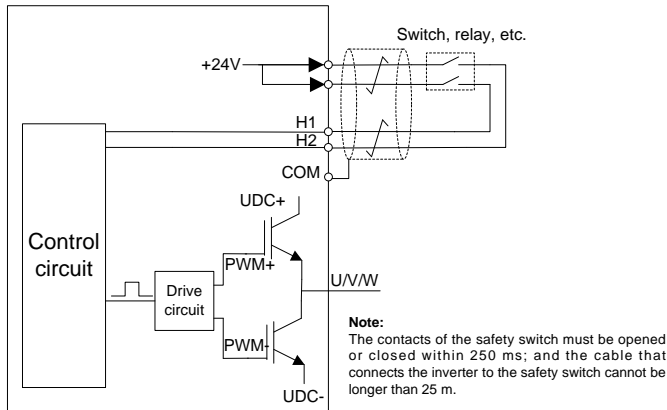 Switch, relay, etc.
+24V
H1
H2
COM
UDC+
Control
circuit
PWM+
U/V/W
Drive
circuit
PWM-
UDC-
Note:
The contacts of the safety switch must be opened
or closed within 250 ms; and the cable that
connects the inverter to the safety switch cannot be
longer than 25 m.